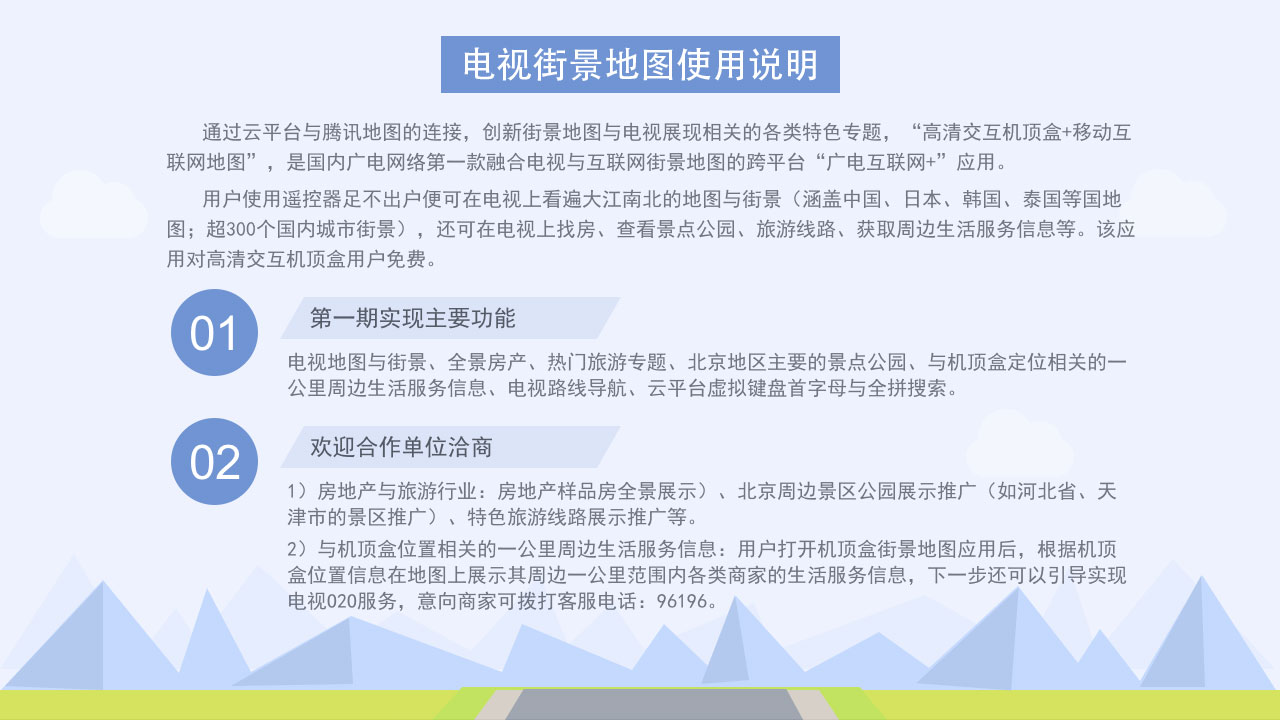 电视街景地图使用说明
通过云平台与腾讯地图的连接，创新街景地图与电视展现相关的各类特色专题，“高清交互机顶盒+移动互
联网地图”，是国内广电网络第一款融合电视与互联网街景地图的跨平台“广电互联网+”应用。
用户使用遥控器足不出户便可在电视上看遍大江南北的地图与街景（涵盖中国、日本、韩国、泰国等国地
图；超300个国内城市街景），还可在电视上找房、查看景点公园、旅游线路、获取周边生活服务信息等。该应
用对高清交互机顶盒用户免费。
01
第一期实现主要功能
电视地图与街景、全景房产、热门旅游专题、北京地区主要的景点公园、与机顶盒定位相关的一
公里周边生活服务信息、电视路线导航、云平台虚拟键盘首字母与全拼搜索。
02
欢迎合作单位洽商
1）房地产与旅游行业：房地产样品房全景展示）、北京周边景区公园展示推广（如河北省、天
津市的景区推广）、特色旅游线路展示推广等。
2）与机顶盒位置相关的一公里周边生活服务信息：用户打开机顶盒街景地图应用后，根据机顶
盒位置信息在地图上展示其周边一公里范围内各类商家的生活服务信息，下一步还可以引导实现
电视O2O服务，意向商家可拨打客服电话：96196。